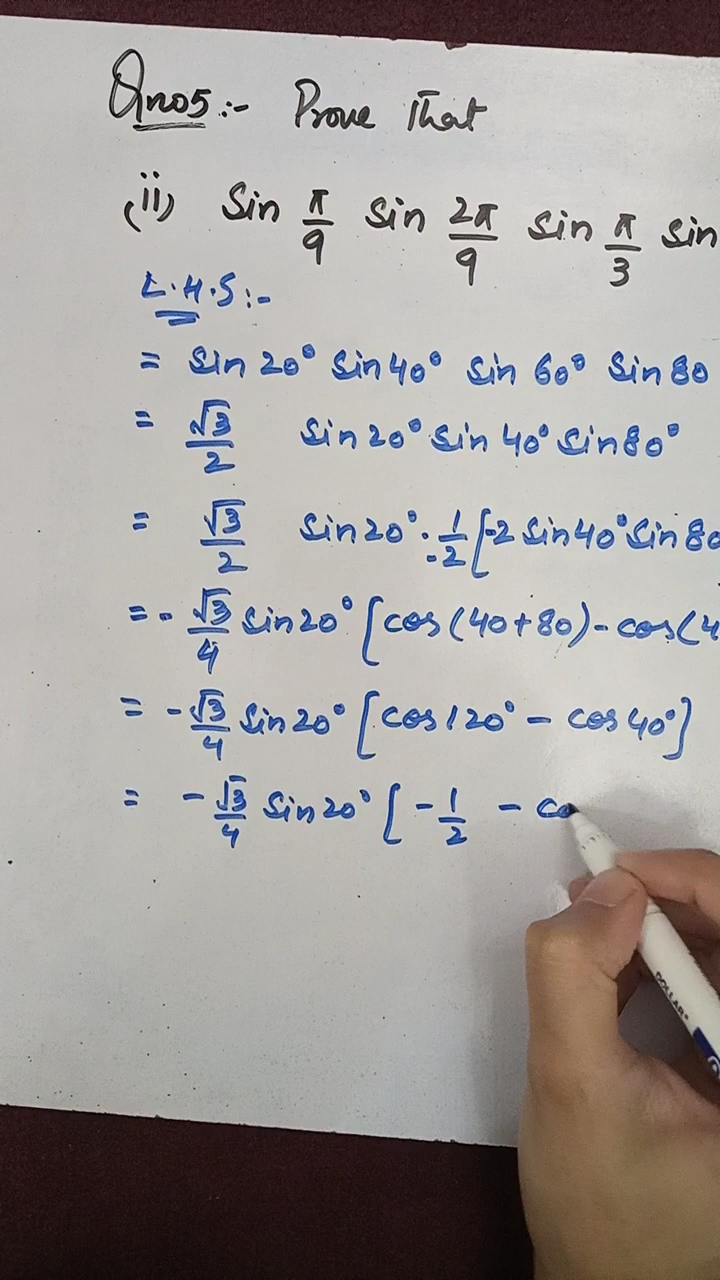 Qno5:- Prove That
(ii) Sin π/9 Sin 2π/9 Sin π/3 Sin
L.H.S:-
= Sin 20° Sin 40° Sin 60° Sin 80
= √3/2 Sin 20° Sin 40° Sin 80°
= √3/2 Sin 20° · 1/-2 [-2 Sin 40° Sin 80
= - √3/4 Sin 20° [cos (40+80) - cos (4
= - √3/4 Sin 20° [cos 120° - cos 40°]
= - √3/4 Sin 20° [- 1/2 - co
DOLLAR